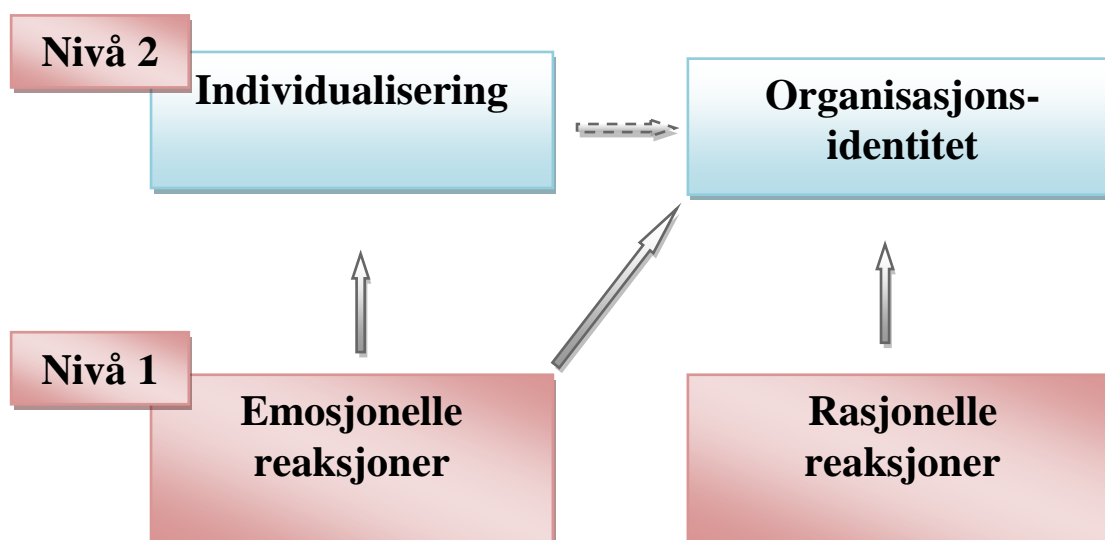 Nivå 2
Individualisering
Organisasjons-
identitet
Nivå 1
Emosjonelle
reaksjoner
Rasjonelle
reaksjoner